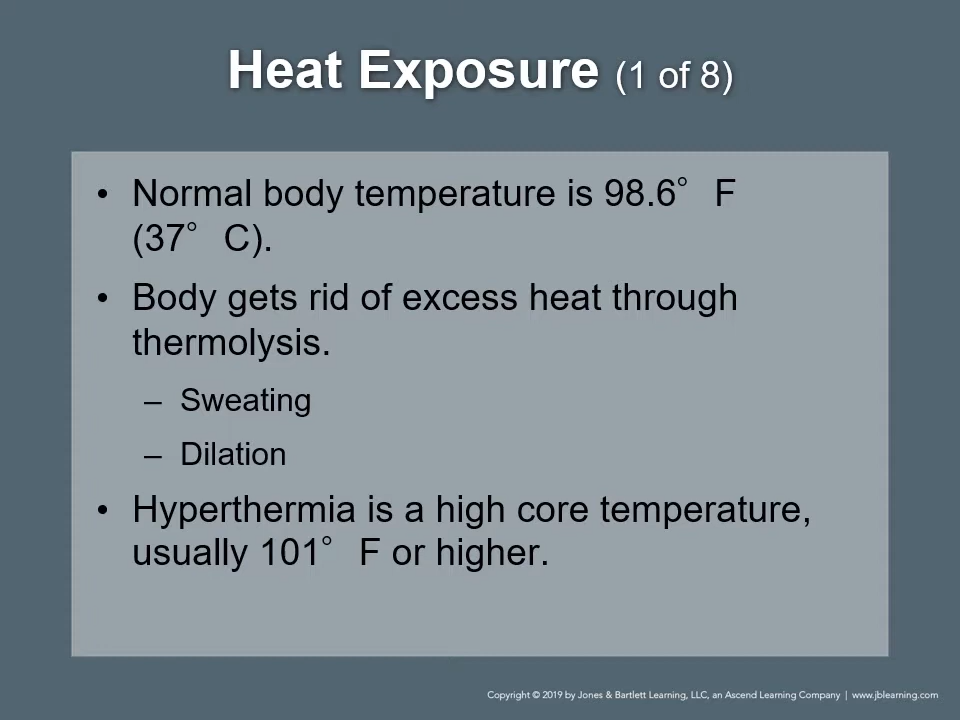 Heat Exposure (1 of 8)
• Normal body temperature is 98.6° F
(37° C).
• Body gets rid of excess heat through
thermolysis.
– Sweating
– Dilation
• Hyperthermia is a high core temperature,
usually 101° F or higher.
Copyright © 2019 by Jones & Bartlett Learning, LLC, an Ascend Learning Company | www.jblearning.com